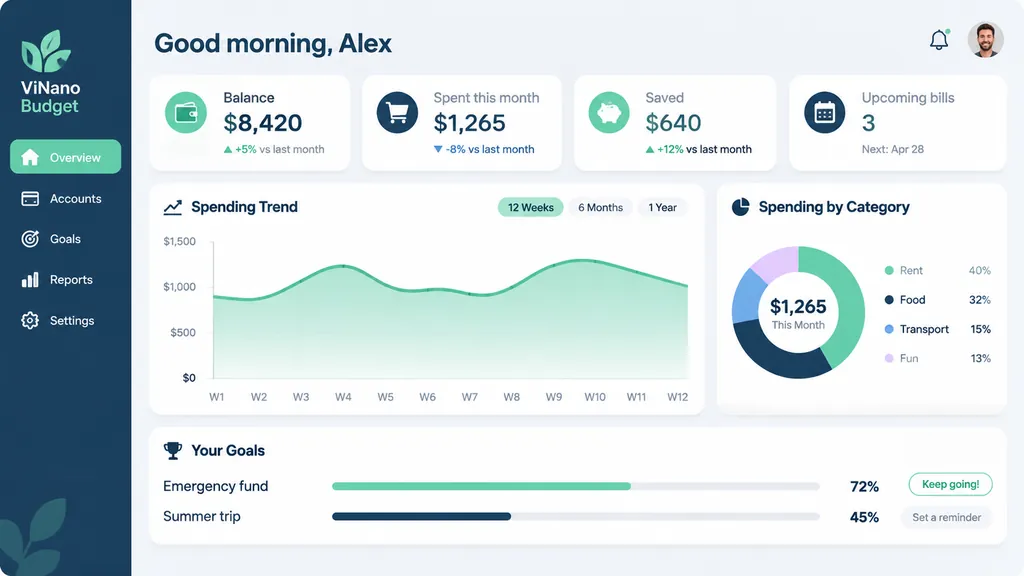 ViNano
Budget
Overview
Accounts
Goals
Reports
Settings
Good morning, Alex
Balance
$8,420
+5% vs last month
Spent this month
$1,265
-8% vs last month
Saved
$640
+12% vs last month
Upcoming bills
3
Next: Apr 28
Spending Trend
12 Weeks
6 Months
1 Year
$1,500
$1,000
$500
$0
W1 W2 W3 W4 W5 W6 W7 W8 W9 W10 W11 W12
Spending by Category
$1,265
This Month
Rent 40%
Food 32%
Transport 15%
Fun 13%
Your Goals
Emergency fund 72% Keep going!
Summer trip 45% Set a reminder